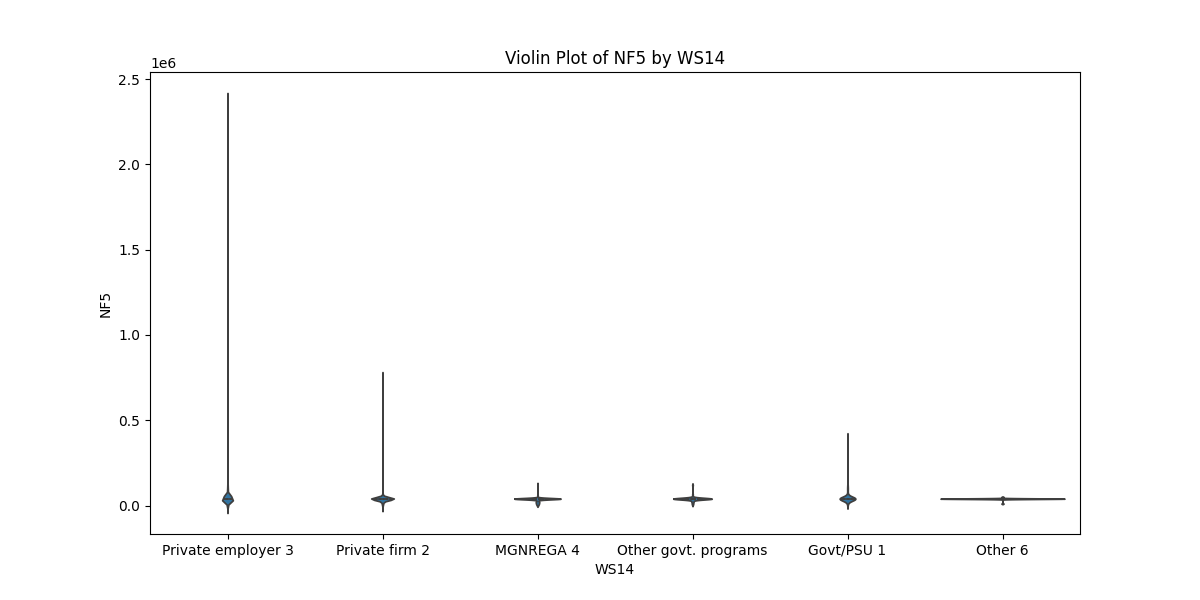 Violin Plot of NF5 by WS14
1e6
2.5
2.0
1.5
1.0
0.5
0.0
NF5
Private employer 3 Private firm 2 MGNREGA 4 Other govt. programs Govt/PSU 1 Other 6
WS14